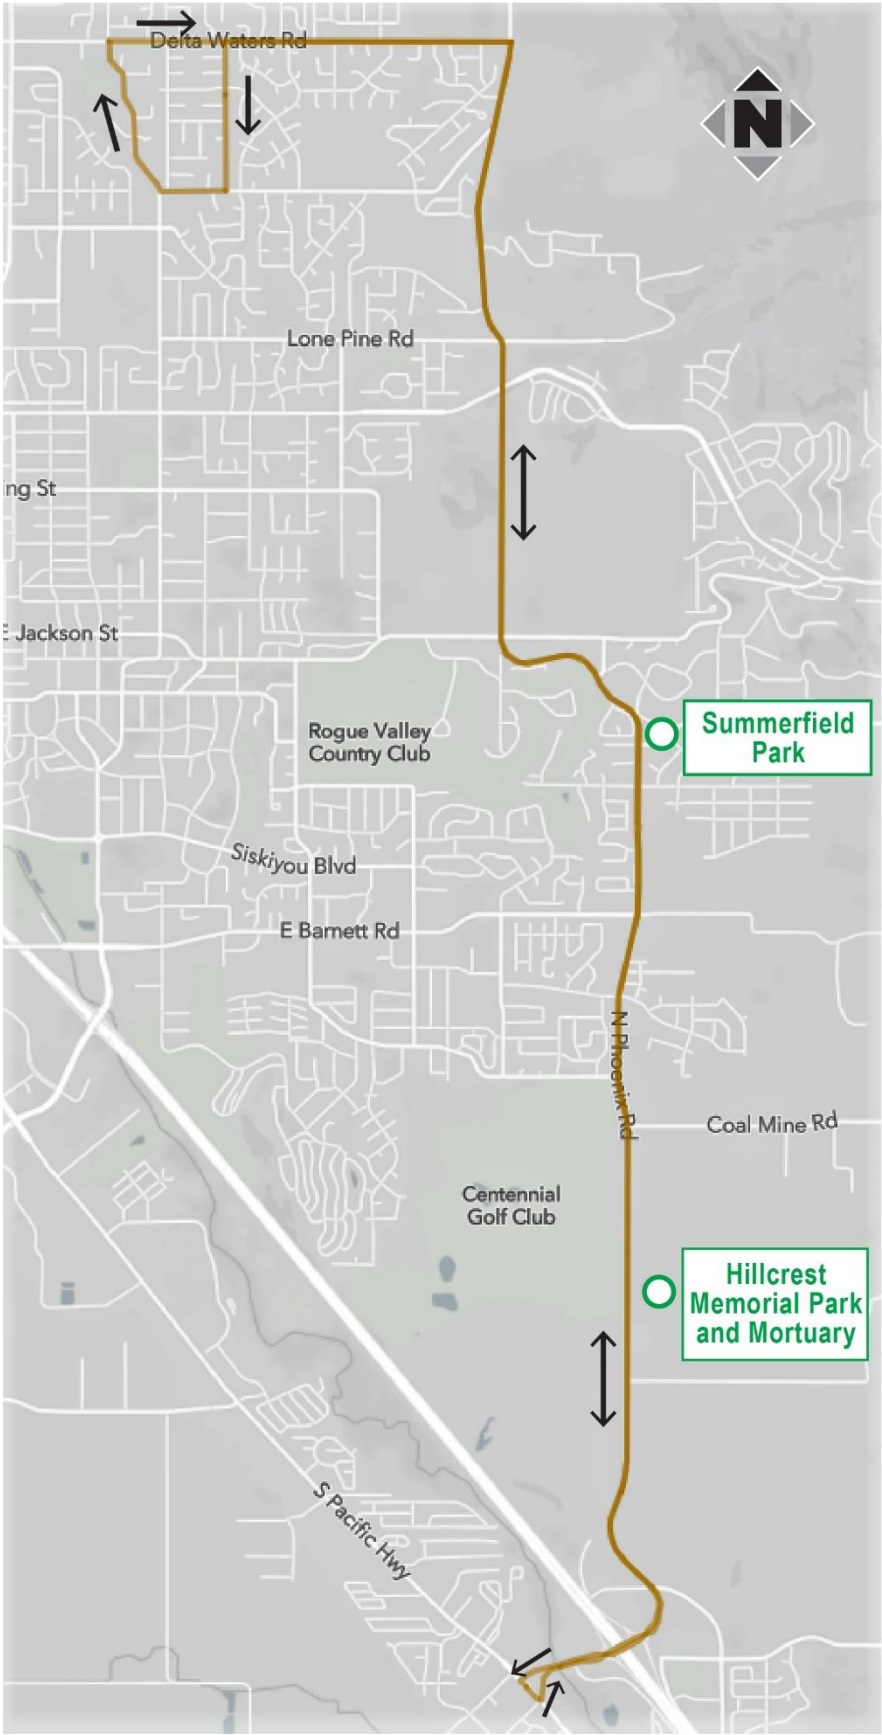 Delta Waters Rd
N
Lone Pine Rd
ng St
E Jackson St
Rogue Valley
Country Club
Summerfield
Park
Siskiyou Blvd
E Barnett Rd
N Phoenix Rd
Coal Mine Rd
Centennial
Golf Club
Hillcrest
Memorial Park
and Mortuary
S Pacific Hwy